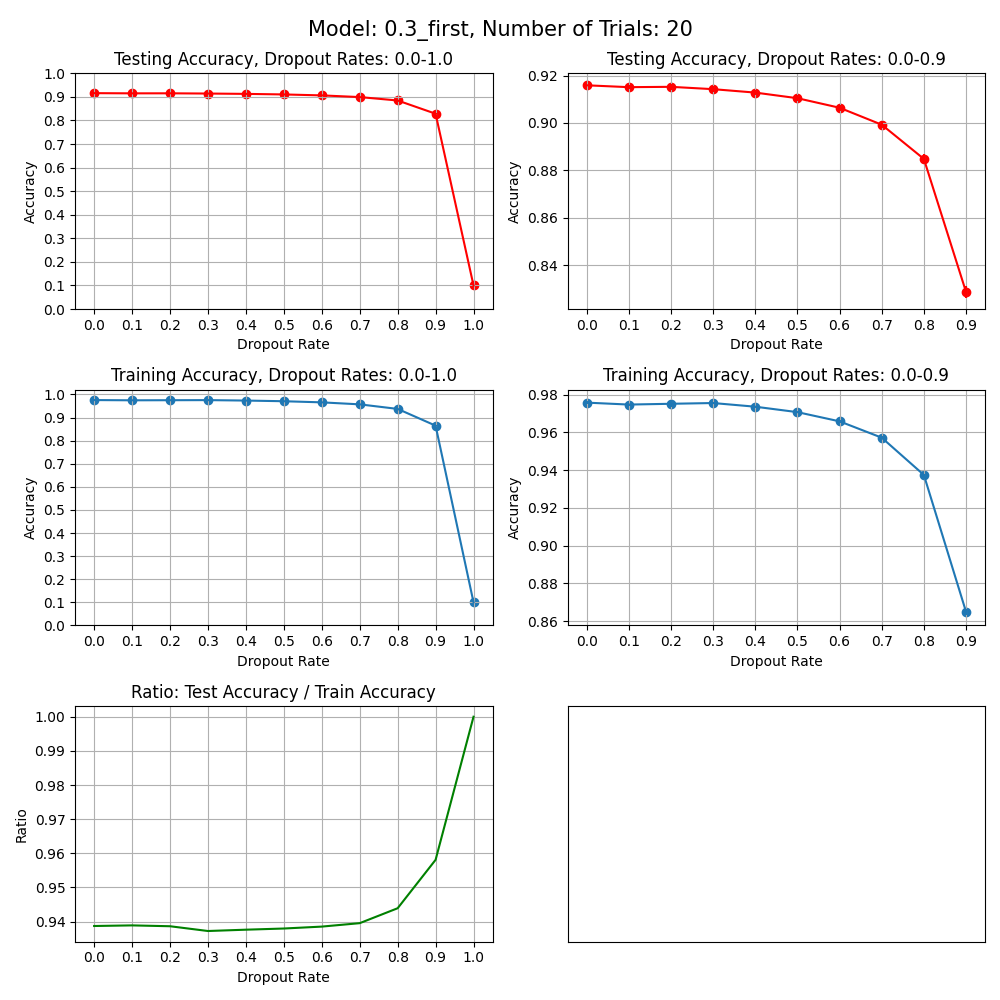 Model: 0.3_first, Number of Trials: 20
Testing Accuracy, Dropout Rates: 0.0-1.0
1.0
0.9
0.8
0.7
0.6
0.5
0.4
0.3
0.2
0.1
0.0
Accuracy
0.0 0.1 0.2 0.3 0.4 0.5 0.6 0.7 0.8 0.9 1.0
Dropout Rate
Testing Accuracy, Dropout Rates: 0.0-0.9
0.92
0.90
0.88
0.86
0.84
Accuracy
0.0 0.1 0.2 0.3 0.4 0.5 0.6 0.7 0.8 0.9
Dropout Rate
Training Accuracy, Dropout Rates: 0.0-1.0
1.0
0.9
0.8
0.7
0.6
0.5
0.4
0.3
0.2
0.1
0.0
Accuracy
0.0 0.1 0.2 0.3 0.4 0.5 0.6 0.7 0.8 0.9 1.0
Dropout Rate
Training Accuracy, Dropout Rates: 0.0-0.9
0.98
0.96
0.94
0.92
0.90
0.88
0.86
Accuracy
0.0 0.1 0.2 0.3 0.4 0.5 0.6 0.7 0.8 0.9
Dropout Rate
Ratio: Test Accuracy / Train Accuracy
1.00
0.99
0.98
0.97
0.96
0.95
0.94
Ratio
0.0 0.1 0.2 0.3 0.4 0.5 0.6 0.7 0.8 0.9 1.0
Dropout Rate